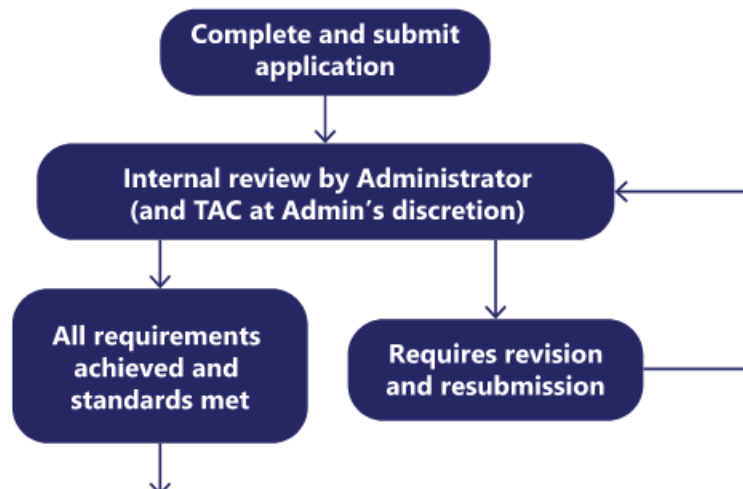 Complete and submit
application
Internal review by Administrator
(and TAC at Admin's discretion)
All requirements
achieved and
standards met
Requires revision
and resubmission